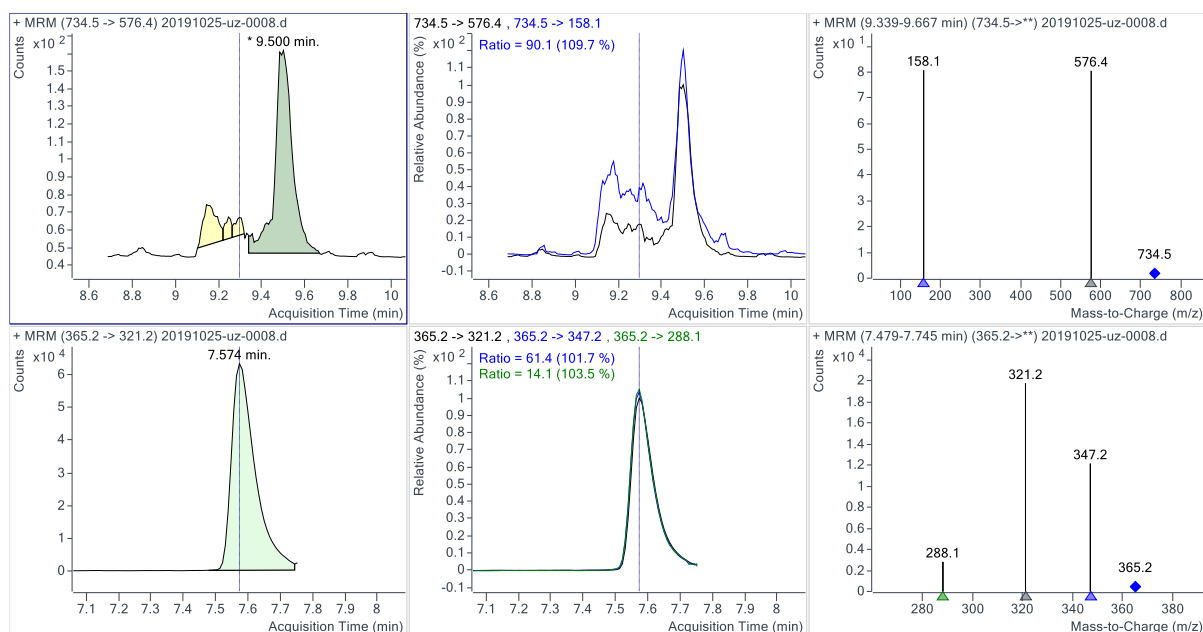 + MRM (734.5 -> 576.4) 20191025-uz-0008.d
x10 2
Counts
* 9.500 min.
1.5
1.4
1.3
1.2
1.1
1
0.9
0.8
0.7
0.6
0.5
0.4
8.6 8.8 9 9.2 9.4 9.6 9.8 10
Acquisition Time (min)
734.5 -> 576.4 , 734.5 -> 158.1
x10 2
Relative Abundance (%)
Ratio = 90.1 (109.7 %)
1.1
1
0.9
0.8
0.7
0.6
0.5
0.4
0.3
0.2
0.1
0
-0.1
8.6 8.8 9 9.2 9.4 9.6 9.8 10
Acquisition Time (min)
+ MRM (9.339-9.667 min) (734.5->**) 20191025-uz-0008.d
x10 1
Counts
158.1
576.4
734.5
8
7
6
5
4
3
2
1
0
100 200 300 400 500 600 700 800
Mass-to-Charge (m/z)
+ MRM (365.2 -> 321.2) 20191025-uz-0008.d
x10 4
Counts
7.574 min.
6
5
4
3
2
1
0
7.1 7.2 7.3 7.4 7.5 7.6 7.7 7.8 7.9 8
Acquisition Time (min)
365.2 -> 321.2 , 365.2 -> 347.2 , 365.2 -> 288.1
x10 2
Relative Abundance (%)
Ratio = 61.4 (101.7 %)
Ratio = 14.1 (103.5 %)
1.1
1
0.9
0.8
0.7
0.6
0.5
0.4
0.3
0.2
0.1
0
-0.1
7.1 7.2 7.3 7.4 7.5 7.6 7.7 7.8 7.9 8
Acquisition Time (min)
+ MRM (7.479-7.745 min) (365.2->**) 20191025-uz-0008.d
x10 4
Counts
321.2
347.2
288.1
365.2
2
1.8
1.6
1.4
1.2
1
0.8
0.6
0.4
0.2
0
280 300 320 340 360 380
Mass-to-Charge (m/z)